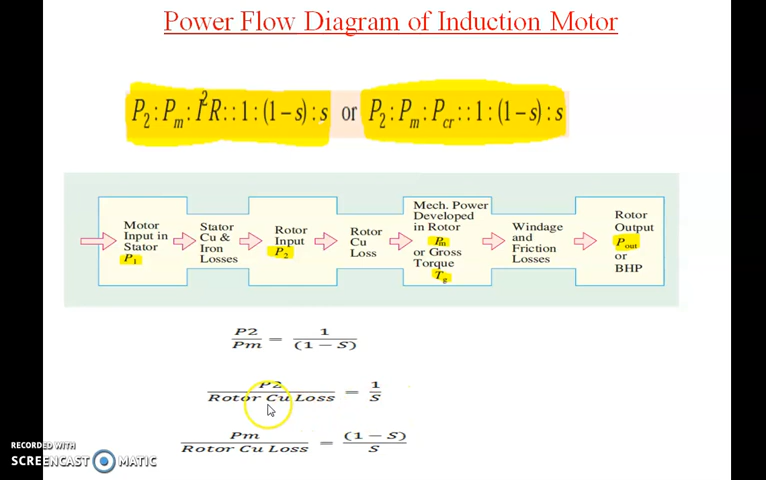 Power Flow Diagram of Induction Motor
P₂ : Pₘ : I²R : : 1 : (1 – s) : s or P₂ : Pₘ : P꜀ᵣ : : 1 : (1 – s) : s
Motor
Input in
Stator
P₁
Stator
Cu &
Iron
Losses
Rotor
Input
P₂
Rotor
Cu
Loss
Mech. Power
Developed
in Rotor
Pₘ
or Gross
Torque
T_g
Windage
and
Friction
Losses
Rotor
Output
P_out
or
BHP
P2 / Pm = 1 / (1 – S)
P2 / Rotor Cu Loss = 1 / S
Pm / Rotor Cu Loss = (1 – S) / S
RECORDED WITH
SCREENCAST MATIC